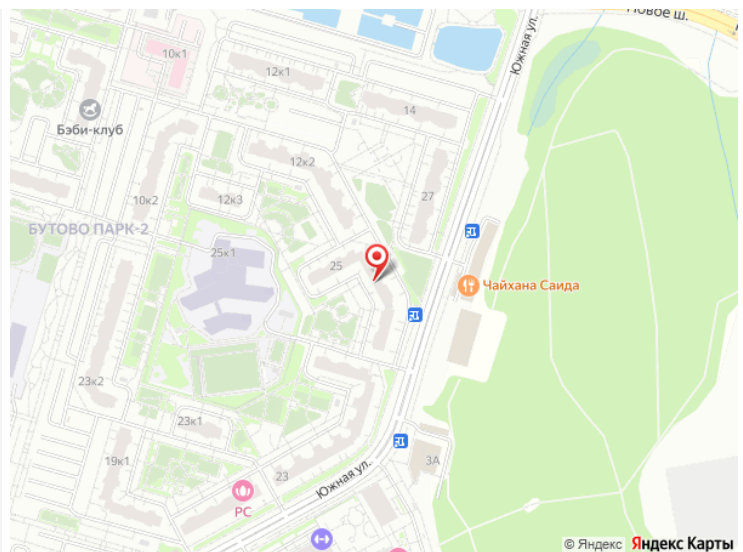 Новое ш.
Южная ул.
10к1
12к1
14
Бэби-клуб
12к2
27
10к2
12к3
БУТОВО ПАРК-2
25к1
25
Чайхана Саида
23к2
23к1
19к1
23
3А
Южная ул.
РС
© Яндекс Яндекс Карты